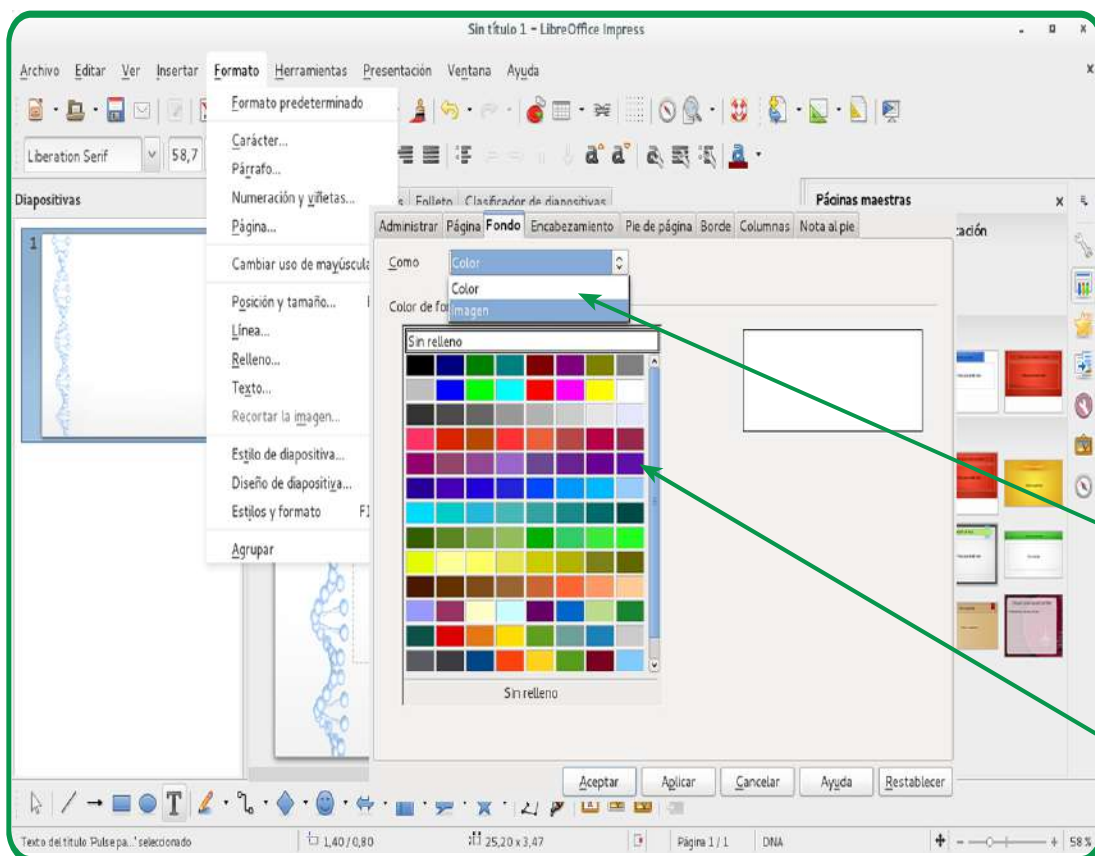 Sin título 1 - LibreOffice Impress
Archivo Editar Ver Insertar Formato Herramientas Presentación Ventana Ayuda
Formato predeterminado
Carácter...
Párrafo...
Numeración y viñetas...
Página...
Cambiar uso de mayúscula
Posición y tamaño...
Línea...
Relleno...
Texto...
Recortar la imagen...
Estilo de diapositiva...
Diseño de diapositiva...
Estilos y formato F1
Agrupar
Liberation Serif 58,7
Diapositivas
1
s Folleto Clasificador de diapositivas
Páginas maestras
ación
Administrar Página Fondo Encabezamiento Pie de página Borde Columnas Nota al pie
Como Color
Color
Imagen
Color de fo
Sin relleno
Sin relleno
Aceptar Aplicar Cancelar Ayuda Restablecer
Texto del título 'Pulse pa...' seleccionado 1,40 / 0,80 25,20 x 3,47 Página 1 / 1 DNA 58 %